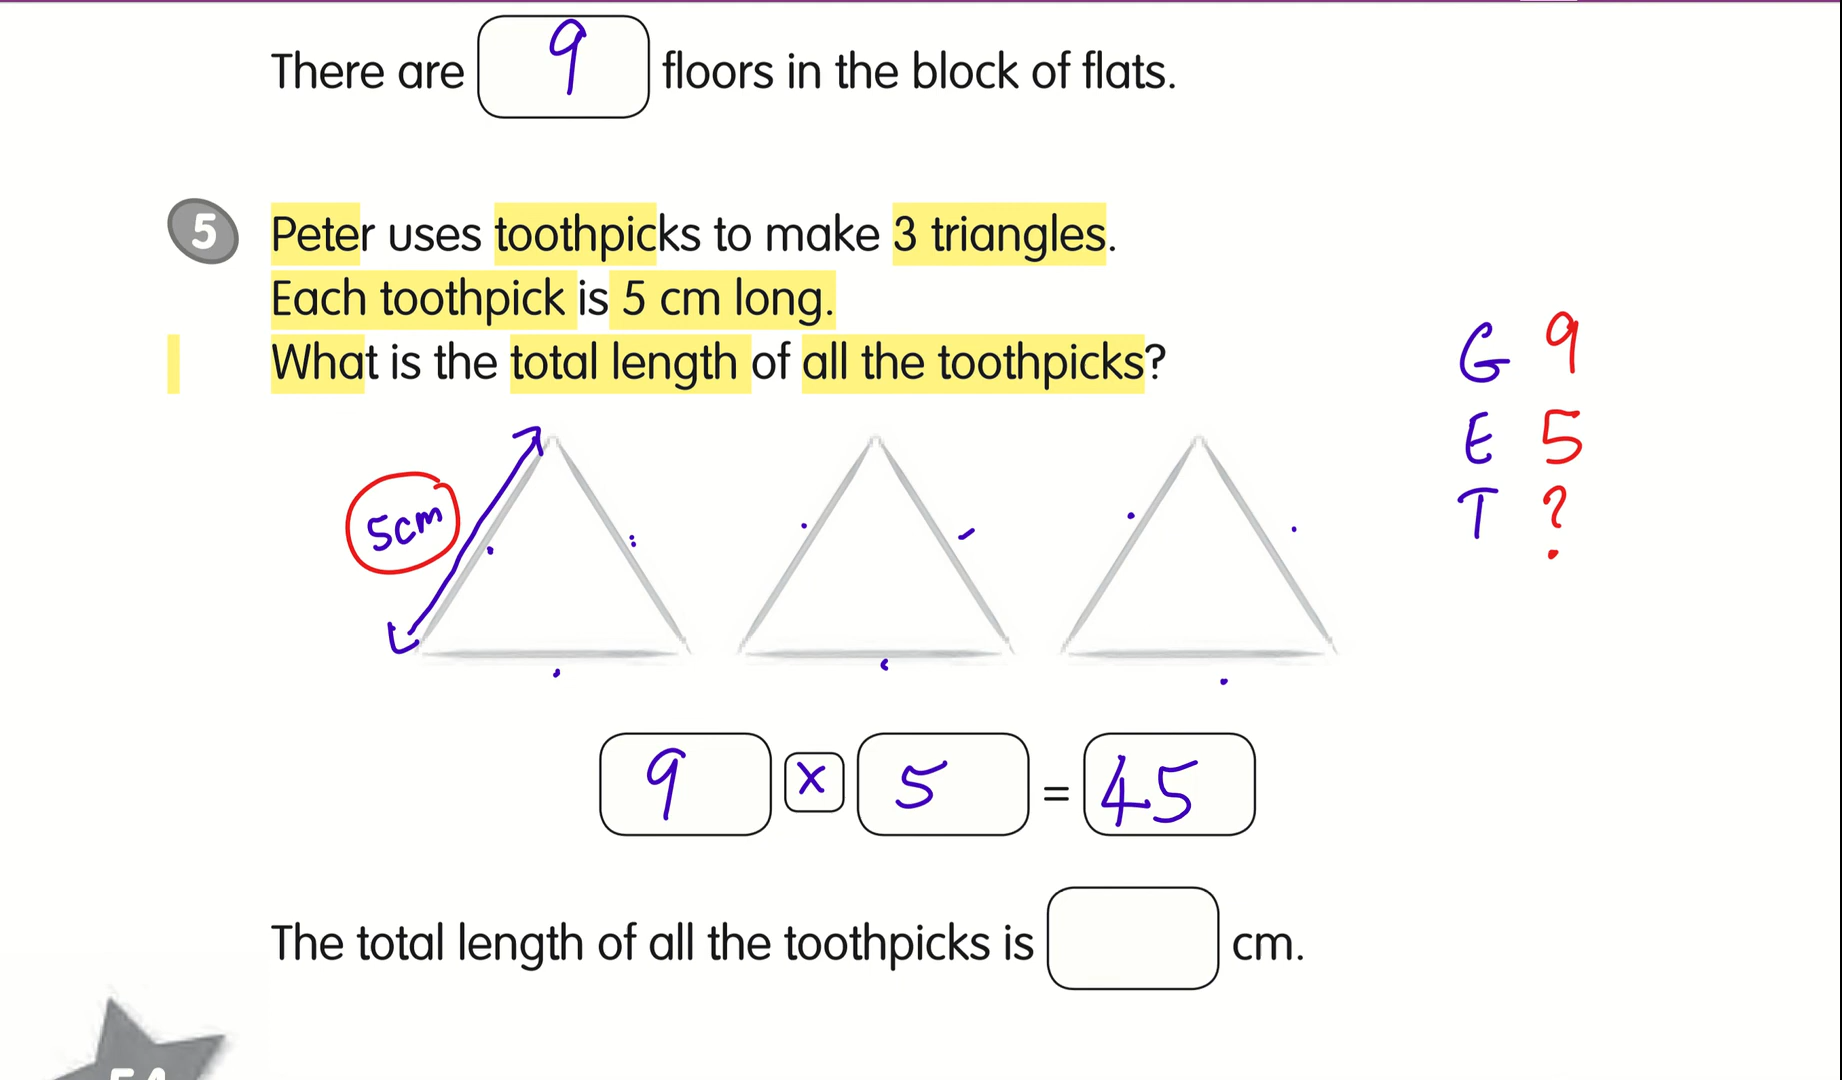 There are 9 floors in the block of flats.
5 Peter uses toothpicks to make 3 triangles.
Each toothpick is 5 cm long.
What is the total length of all the toothpicks?
G 9
E 5
T ?
5cm
9 x 5 = 45
The total length of all the toothpicks is cm.